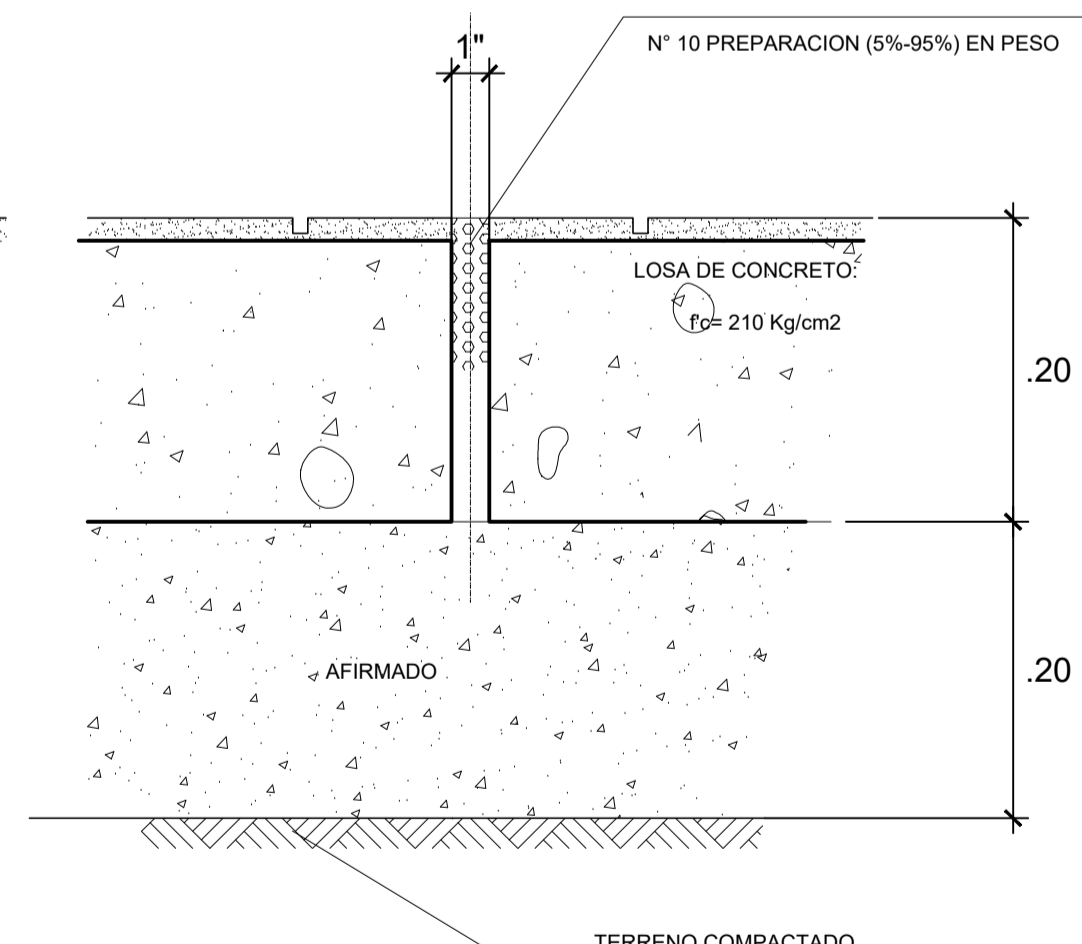 1"
N° 10 PREPARACION (5%-95%) EN PESO
LOSA DE CONCRETO:
f'c= 210 Kg/cm2
.20
AFIRMADO
.20
TERRENO COMPACTADO